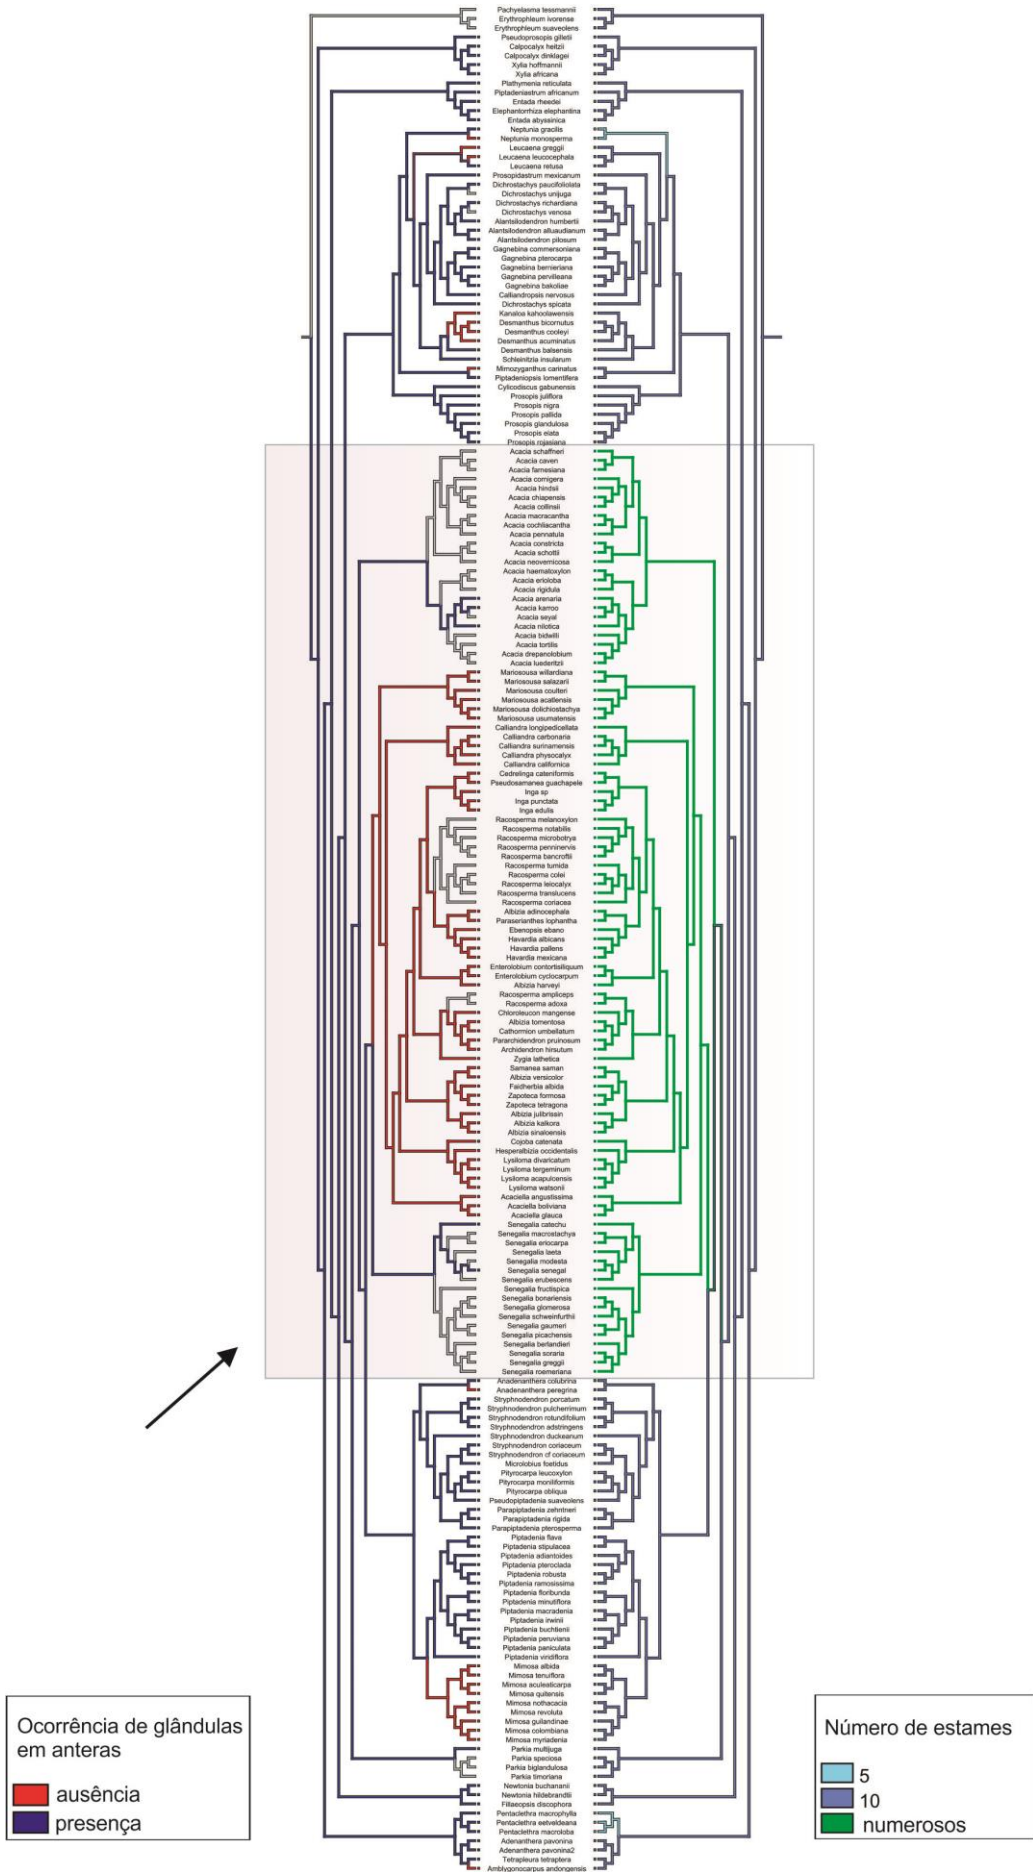 Pachyelasma tessmannii
Erythrophleum ivorense
Erythrophleum suaveolens
Pseudoprosopis gilletii
Calpocalyx heitzii
Calpocalyx dinklagei
Xylia hoffmannii
Xylia africana
Plathymenia reticulata
Piptadeniastrum africanum
Entada rheedei
Elephantorrhiza elephantina
Entada abyssinica
Neptunia gracilis
Neptunia monosperma
Leucaena greggii
Leucaena leucocephala
Leucaena retusa
Prosopidastrum mexicanum
Dichrostachys paucifoliolata
Dichrostachys unijuga
Dichrostachys richardiana
Dichrostachys venosa
Alantsilodendron humbertii
Alantsilodendron alluaudianum
Alantsilodendron pilosum
Gagnebina commersoniana
Gagnebina pterocarpa
Gagnebina bernieriana
Gagnebina pervilleana
Gagnebina bakoliae
Calliandropsis nervosus
Dichrostachys spicata
Kanaloa kahoolawensis
Desmanthus bicornutus
Desmanthus cooleyi
Desmanthus acuminatus
Desmanthus balsensis
Schleinitzia insularum
Mimozyganthus carinatus
Piptadeniopsis lomentifera
Cylicodiscus gabunensis
Prosopis juliflora
Prosopis nigra
Prosopis pallida
Prosopis glandulosa
Prosopis elata
Prosopis rojasiana
Acacia schaffneri
Acacia caven
Acacia farnesiana
Acacia cornigera
Acacia hindsii
Acacia chiapensis
Acacia collinsii
Acacia macracantha
Acacia cochliacantha
Acacia pennatula
Acacia constricta
Acacia schottii
Acacia neovernicosa
Acacia haematoxylon
Acacia erioloba
Acacia rigidula
Acacia arenaria
Acacia karroo
Acacia seyal
Acacia nilotica
Acacia bidwilli
Acacia tortilis
Acacia drepanolobium
Acacia luederitzii
Mariosousa willardiana
Mariosousa salazarii
Mariosousa coulteri
Mariosousa acatlensis
Mariosousa dolichostachya
Mariosousa usumatensis
Calliandra longipedicellata
Calliandra carbonaria
Calliandra surinamensis
Calliandra physocalyx
Calliandra californica
Cedrelinga cateniformis
Pseudosamanea guachapele
Inga sp
Inga punctata
Inga edulis
Racosperma melanoxylon
Racosperma notabilis
Racosperma microbotrya
Racosperma penninervis
Racosperma bancroftii
Racosperma tumida
Racosperma colei
Racosperma leiocalyx
Racosperma translucens
Racosperma coriacea
Albizia adinocephala
Paraserianthes lophantha
Ebenopsis ebano
Havardia albicans
Havardia pallens
Havardia mexicana
Enterolobium contortisiliquum
Enterolobium cyclocarpum
Albizia harveyi
Racosperma ampliceps
Racosperma adoxa
Chloroleucon mangense
Albizia tomentosa
Cathormion umbellatum
Pararchidendron pruinosum
Archidendron hirsutum
Zygia lathetica
Samanea saman
Albizia versicolor
Faidherbia albida
Zapoteca formosa
Zapoteca tetragona
Albizia julibrissin
Albizia kalkora
Albizia sinaloensis
Cojoba catenata
Hesperalbizia occidentalis
Lysiloma divaricatum
Lysiloma tergeminum
Lysiloma acapulcensis
Lysiloma watsonii
Acaciella angustissima
Acaciella boliviana
Acaciella glauca
Senegalia catechu
Senegalia macrostachya
Senegalia eriocarpa
Senegalia laeta
Senegalia modesta
Senegalia senegal
Senegalia erubescens
Senegalia fructispica
Senegalia bonariensis
Senegalia glomerosa
Senegalia schweinfurthii
Senegalia gaumeri
Senegalia picachensis
Senegalia berlandieri
Senegalia soraria
Senegalia greggii
Senegalia roemeriana
Anadenanthera colubrina
Anadenanthera peregrina
Stryphnodendron porcatum
Stryphnodendron pulcherrimum
Stryphnodendron rotundifolium
Stryphnodendron adstringens
Stryphnodendron duckeanum
Stryphnodendron coriaceum
Stryphnodendron cf coriaceum
Microlobius foetidus
Pityrocarpa leucoxylon
Pityrocarpa moniliformis
Pityrocarpa obliqua
Pseudopiptadenia suaveolens
Parapiptadenia zehntneri
Parapiptadenia rigida
Parapiptadenia pterosperma
Piptadenia flava
Piptadenia stipulacea
Piptadenia adiantoides
Piptadenia pteroclada
Piptadenia robusta
Piptadenia ramosissima
Piptadenia floribunda
Piptadenia minutiflora
Piptadenia macradenia
Piptadenia irwinii
Piptadenia buchtienii
Piptadenia peruviana
Piptadenia paniculata
Piptadenia viridiflora
Mimosa albida
Mimosa tenuiflora
Mimosa aculeaticarpa
Mimosa quitensis
Mimosa nothacacia
Mimosa revoluta
Mimosa guilandinae
Mimosa colombiana
Mimosa myriadenia
Parkia multijuga
Parkia speciosa
Parkia biglandulosa
Parkia timoriana
Newtonia buchananii
Newtonia hildebrandtii
Fillaeopsis discophora
Pentaclethra macrophylla
Pentaclethra eetveldeana
Pentaclethra macroloba
Adenanthera pavonina
Adenanthera pavonina2
Tetrapleura tetraptera
Amblygonocarpus andongensis
Ocorrência de glândulas
em anteras
ausência
presença
Número de estames
5
10
numerosos